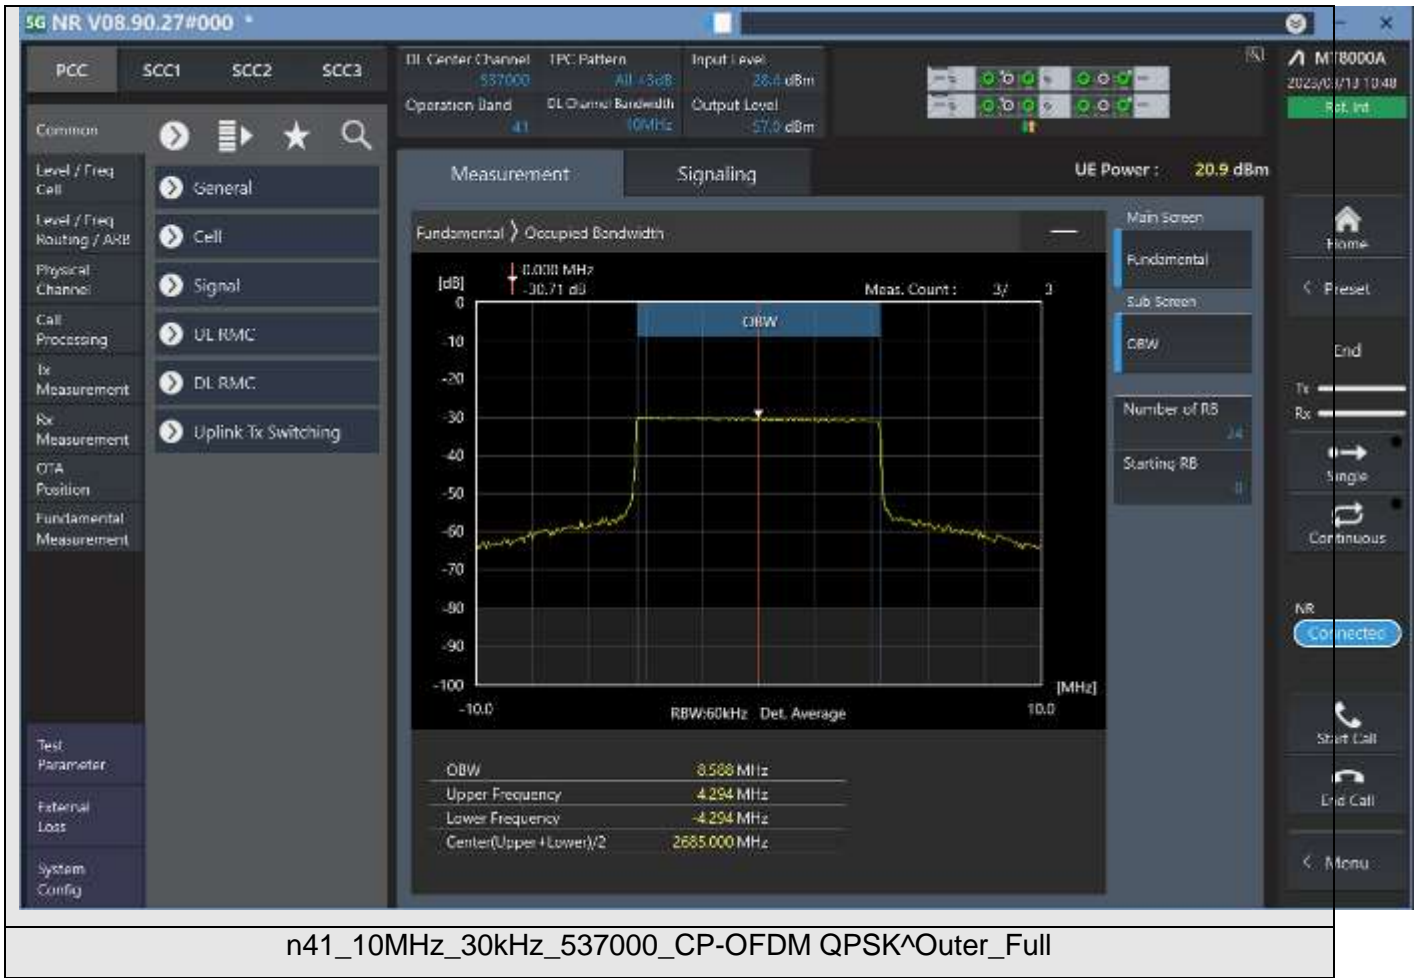 5G NR V08.90.27#000 *
PCC SCC1 SCC2 SCC3
DL Center Channel
537000
TPC Pattern
All +3dB
Input Level
28.4 dBm
Operation Band
41
DL Channel Bandwidth
10MHz
Output Level
-57.0 dBm
MT8000A
10:48
Ref. Int
Common
Level / Freq
Cell
Level / Freq
Routing / ARB
Physical
Channel
Call
Processing
Tx
Measurement
Rx
Measurement
OTA
Position
Fundamental
Measurement
Test
Parameter
External
Loss
System
Config
General
Cell
Signal
UL RMC
DL RMC
Uplink Tx Switching
Measurement
Signaling
UE Power : 20.9 dBm
Fundamental Occupied Bandwidth
[dB]
0.000 MHz
-30.71 dB
Meas. Count : 3/ 3
OBW
0
-10
-20
-30
-40
-50
-60
-70
-80
-90
-100
-10.0
RBW:60kHz Det. Average
10.0
[MHz]
OBW 8.588 MHz
Upper Frequency 4.294 MHz
Lower Frequency -4.294 MHz
Center(Upper+Lower)/2 2685.000 MHz
Main Screen
Fundamental
Sub Screen
OBW
Number of RB
24
Starting RB
0
Home
Preset
End
Tx
Rx
Single
Continuous
NR
Connected
Start Call
End Call
Menu
n41_10MHz_30kHz_537000_CP-OFDM QPSK^Outer_Full